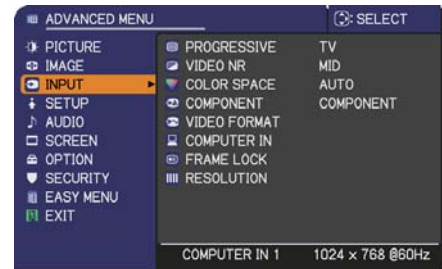 ADVANCED MENU
: SELECT
PICTURE
IMAGE
INPUT
SETUP
AUDIO
SCREEN
OPTION
SECURITY
EASY MENU
EXIT
PROGRESSIVE TV
VIDEO NR MID
COLOR SPACE AUTO
COMPONENT COMPONENT
VIDEO FORMAT
COMPUTER IN
FRAME LOCK
RESOLUTION
COMPUTER IN 1 1024 x 768 @60Hz